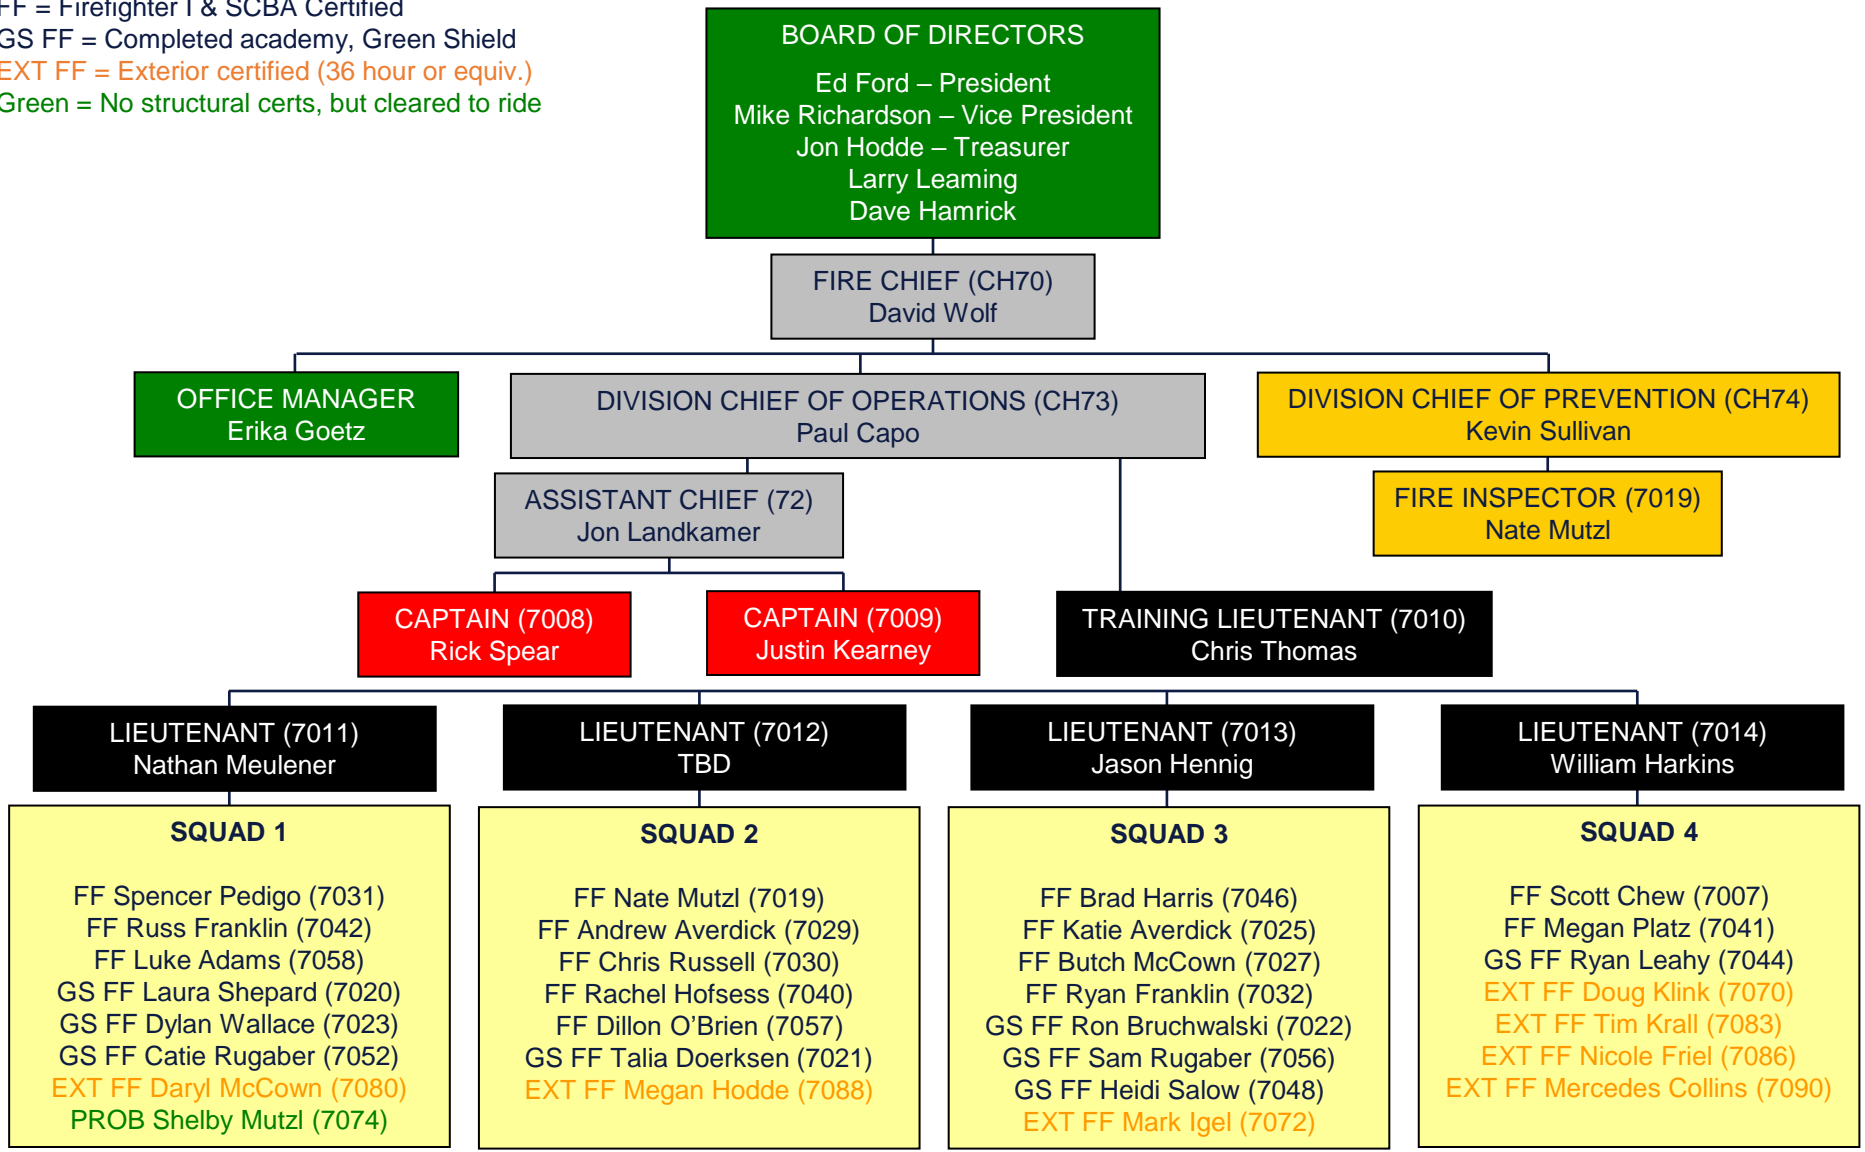 FF = Firefighter I & SCBA Certified
GS FF = Completed academy, Green Shield
EXT FF = Exterior certified (36 hour or equiv.)
Green = No structural certs, but cleared to ride
BOARD OF DIRECTORS
Ed Ford – President
Mike Richardson – Vice President
Jon Hodde – Treasurer
Larry Leaming
Dave Hamrick
FIRE CHIEF (CH70)
David Wolf
OFFICE MANAGER
Erika Goetz
DIVISION CHIEF OF OPERATIONS (CH73)
Paul Capo
DIVISION CHIEF OF PREVENTION (CH74)
Kevin Sullivan
ASSISTANT CHIEF (72)
Jon Landkamer
FIRE INSPECTOR (7019)
Nate Mutzl
CAPTAIN (7008)
Rick Spear
CAPTAIN (7009)
Justin Kearney
TRAINING LIEUTENANT (7010)
Chris Thomas
LIEUTENANT (7011)
Nathan Meulener
LIEUTENANT (7012)
TBD
LIEUTENANT (7013)
Jason Hennig
LIEUTENANT (7014)
William Harkins
SQUAD 1
FF Spencer Pedigo (7031)
FF Russ Franklin (7042)
FF Luke Adams (7058)
GS FF Laura Shepard (7020)
GS FF Dylan Wallace (7023)
GS FF Catie Rugaber (7052)
EXT FF Daryl McCown (7080)
PROB Shelby Mutzl (7074)
SQUAD 2
FF Nate Mutzl (7019)
FF Andrew Averdick (7029)
FF Chris Russell (7030)
FF Rachel Hofsess (7040)
FF Dillon O’Brien (7057)
GS FF Talia Doerksen (7021)
EXT FF Megan Hodde (7088)
SQUAD 3
FF Brad Harris (7046)
FF Katie Averdick (7025)
FF Butch McCown (7027)
FF Ryan Franklin (7032)
GS FF Ron Bruchwalski (7022)
GS FF Sam Rugaber (7056)
GS FF Heidi Salow (7048)
EXT FF Mark Igel (7072)
SQUAD 4
FF Scott Chew (7007)
FF Megan Platz (7041)
GS FF Ryan Leahy (7044)
EXT FF Doug Klink (7070)
EXT FF Tim Krall (7083)
EXT FF Nicole Friel (7086)
EXT FF Mercedes Collins (7090)